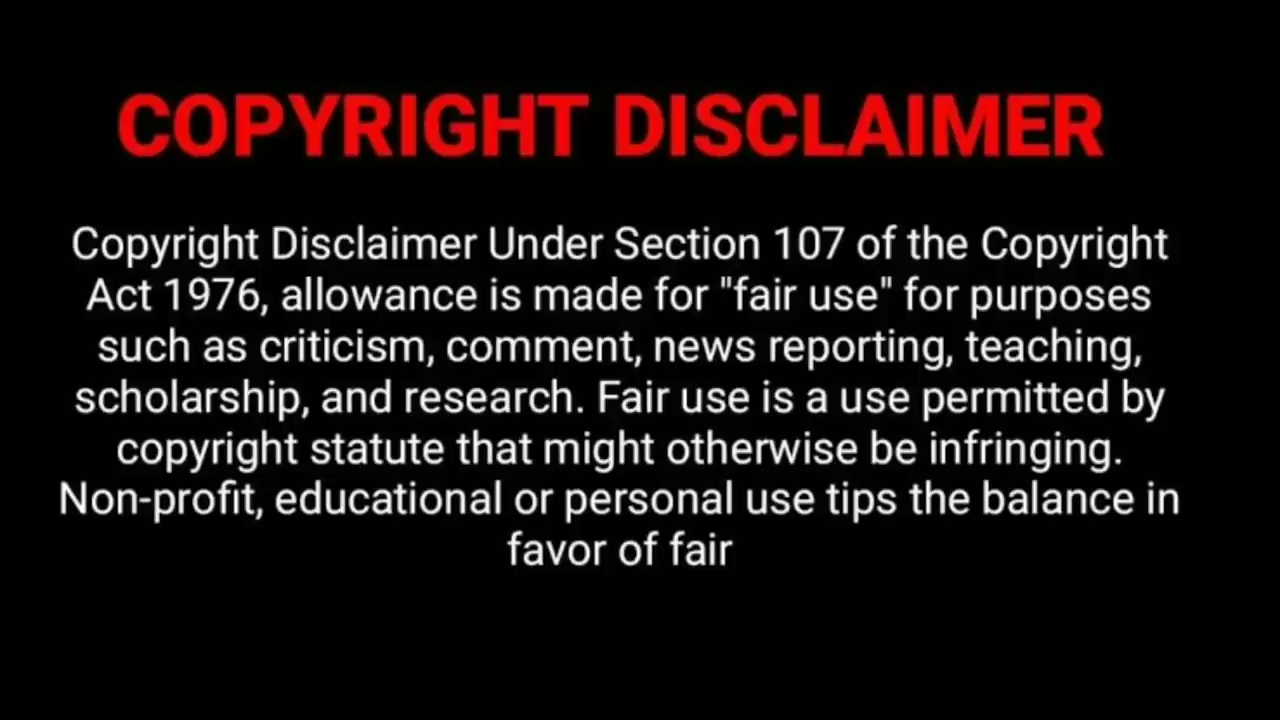 COPYRIGHT DISCLAIMER
Copyright Disclaimer Under Section 107 of the Copyright
Act 1976, allowance is made for "fair use" for purposes
such as criticism, comment, news reporting, teaching,
scholarship, and research. Fair use is a use permitted by
copyright statute that might otherwise be infringing.
Non-profit, educational or personal use tips the balance in
favor of fair